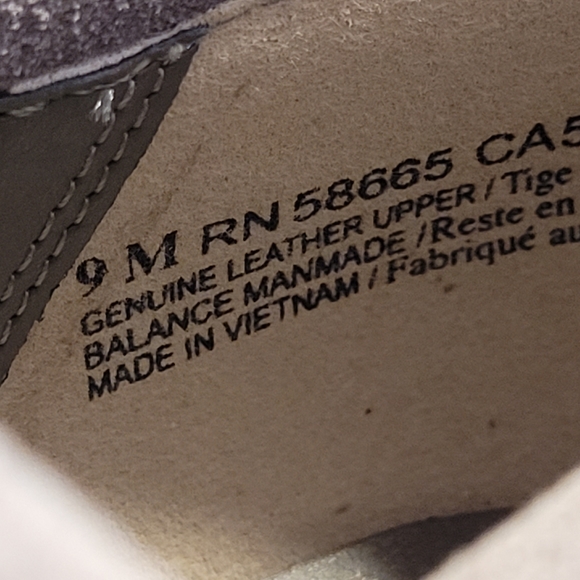 9 M RN 58665 CA5
GENUINE LEATHER UPPER / Tige
BALANCE MANMADE / Reste en
MADE IN VIETNAM / Fabriqué au